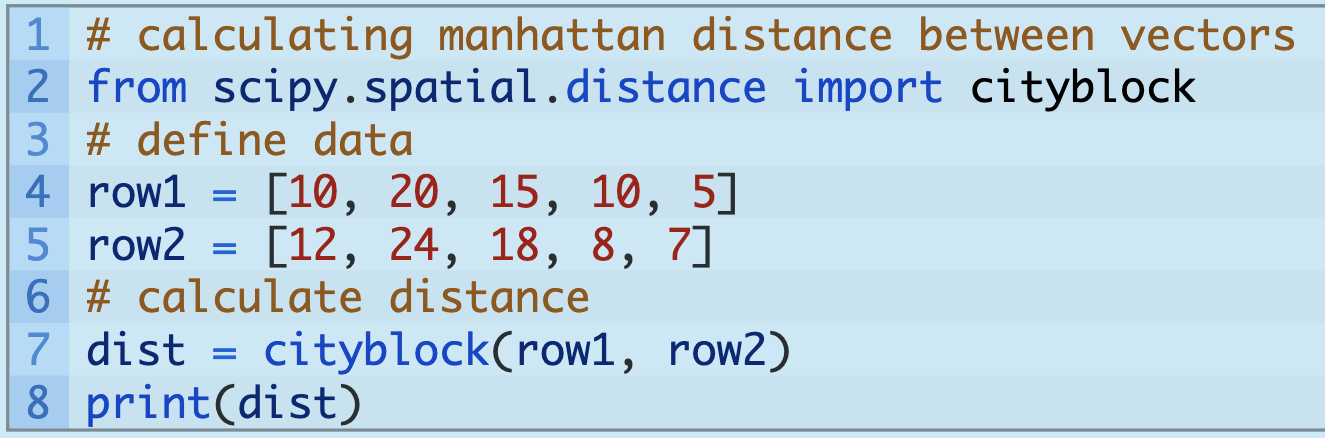 1 # calculating manhattan distance between vectors
2 from scipy.spatial.distance import cityblock
3 # define data
4 row1 = [10, 20, 15, 10, 5]
5 row2 = [12, 24, 18, 8, 7]
6 # calculate distance
7 dist = cityblock(row1, row2)
8 print(dist)